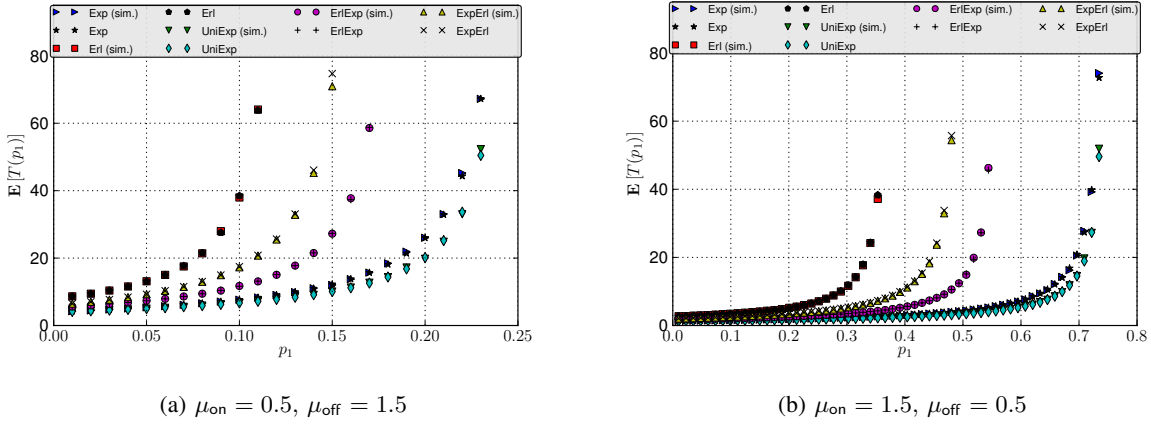 Exp (sim.) Erl ErlExp (sim.) ExpErl (sim.)
Exp UniExp (sim.) ErlExp ExpErl
Erl (sim.) UniExp
80
60
40
20
0
E [T(p₁)]
0.00 0.05 0.10 0.15 0.20 0.25
p₁
(a) μon = 0.5, μoff = 1.5
Exp (sim.) Erl ErlExp (sim.) ExpErl (sim.)
Exp UniExp (sim.) ErlExp ExpErl
Erl (sim.) UniExp
80
60
40
20
0
E [T(p₁)]
0.0 0.1 0.2 0.3 0.4 0.5 0.6 0.7 0.8
p₁
(b) μon = 1.5, μoff = 0.5